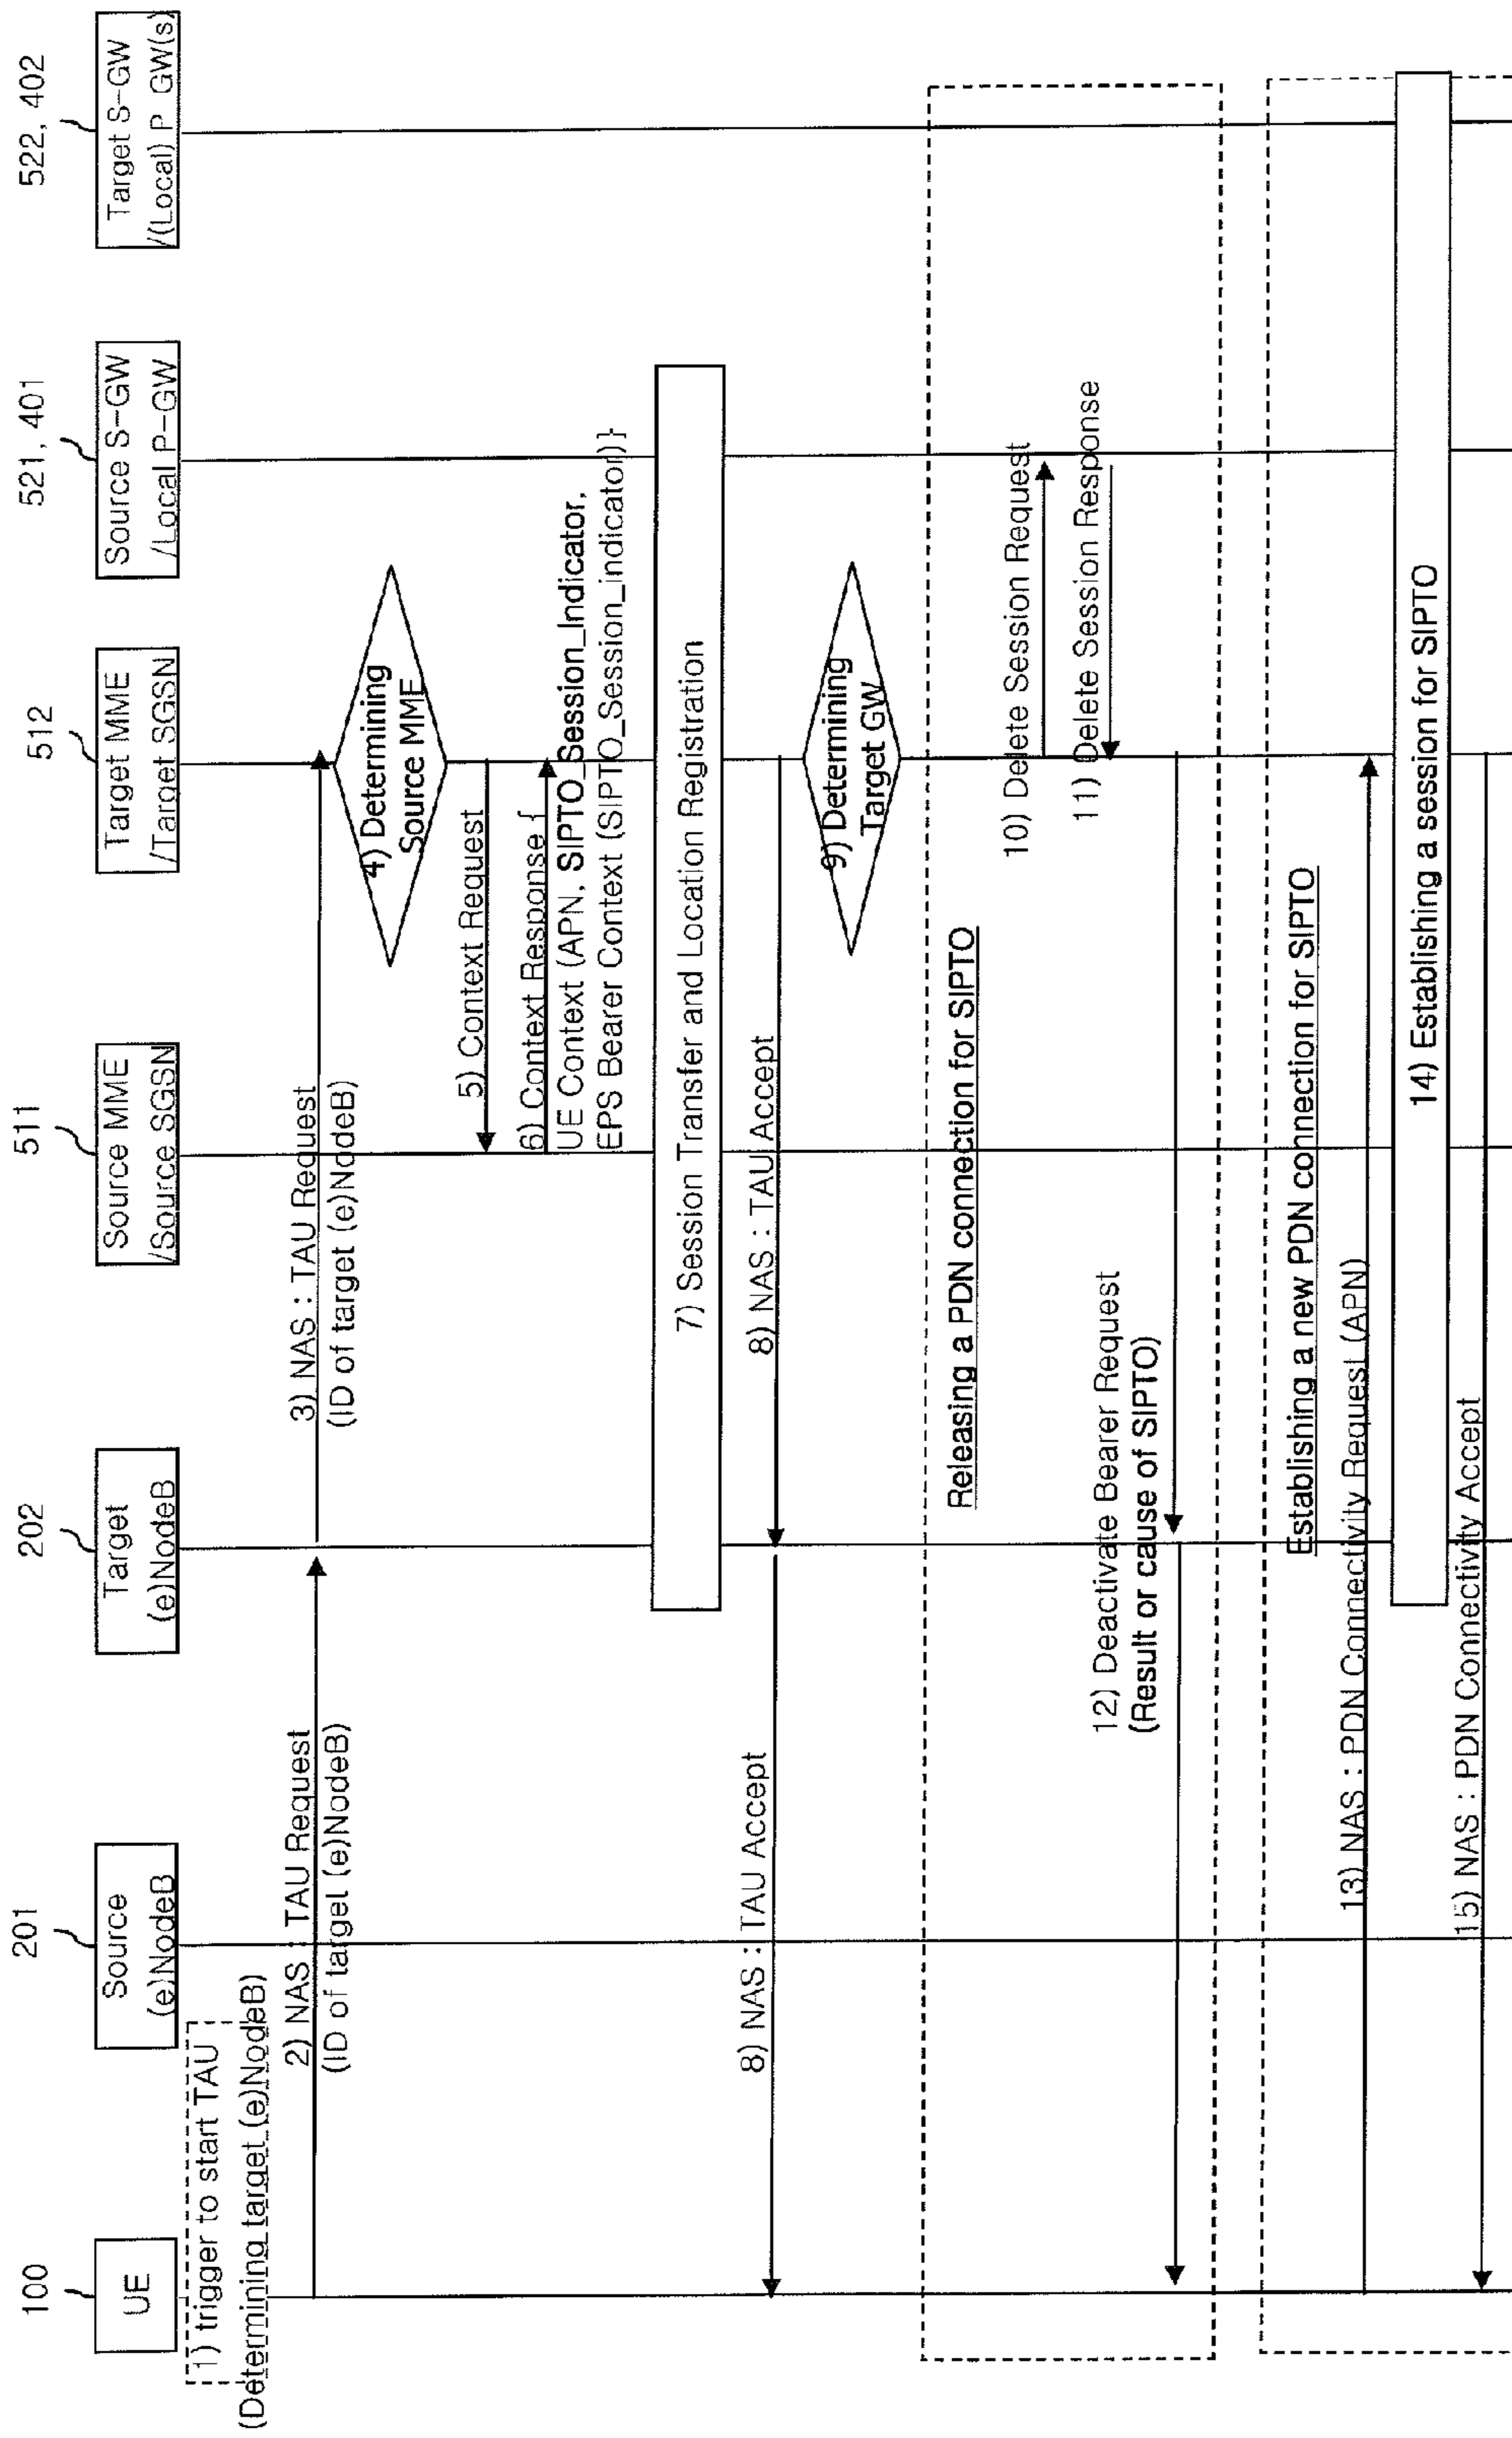 100
201
202
511
512
521, 401
522, 402
UE
Source
(e)NodeB
Target
(e)NodeB
Source MME
/Source SGSN
Target MME
/Target SGSN
Source S-GW
/Local P-GW
Target S-GW
/(Local) P GW(s)
1) trigger to start TAU
(Determining target (e)NodeB)
2) NAS : TAU Request
(ID of target (e)NodeB)
3) NAS : TAU Request
(ID of target (e)NodeB)
4) Determining
Source MME
5) Context Request
6) Context Response {
UE Context (APN, SIPTO_Session_Indicator,
EPS Bearer Context (SIPTO_Session_indicator)}
7) Session Transfer and Location Registration
8) NAS : TAU Accept
8) NAS : TAU Accept
9) Determining
Target GW
Releasing a PDN connection for SIPTO
10) Delete Session Request
11) Delete Session Response
12) Deactivate Bearer Request
(Result or cause of SIPTO)
Establishing a new PDN connection for SIPTO
13) NAS : PDN Connectivity Request (APN)
14) Establishing a session for SIPTO
15) NAS : PDN Connectivity Accept